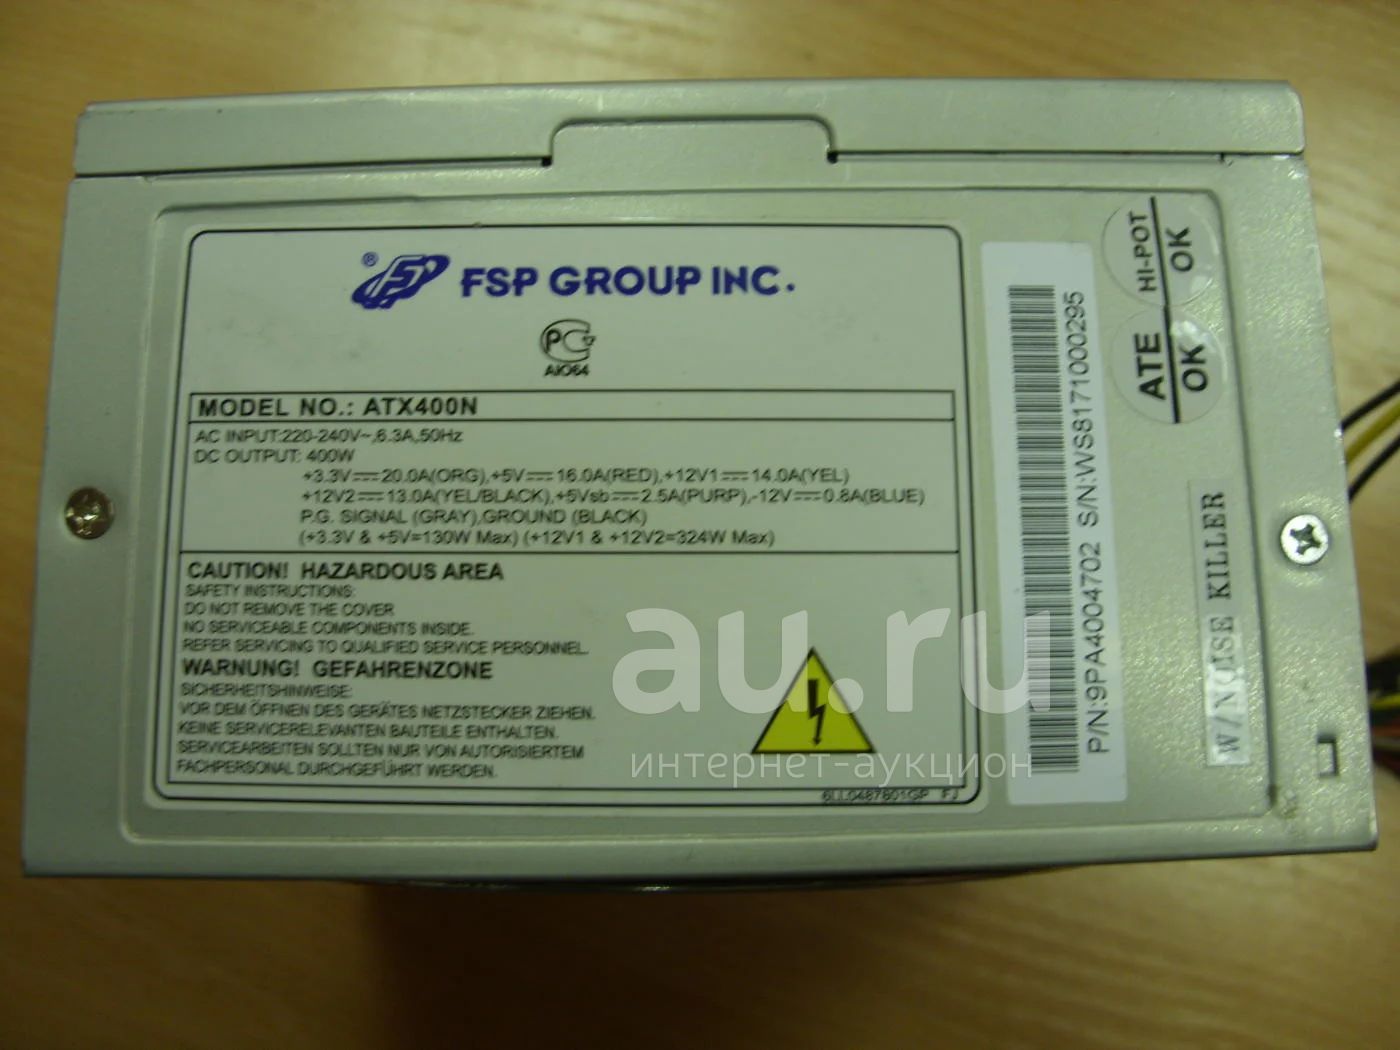 ® FSP GROUP INC.
PC
AЮ64
MODEL NO.: ATX400N
AC INPUT:220-240V~,6.3A,50Hz
DC OUTPUT: 400W
+3.3V⎓20.0A(ORG),+5V⎓16.0A(RED),+12V1⎓14.0A(YEL)
+12V2⎓13.0A(YEL/BLACK),+5Vsb⎓2.5A(PURP),-12V⎓0.8A(BLUE)
P.G. SIGNAL (GRAY),GROUND (BLACK)
(+3.3V & +5V=130W Max) (+12V1 & +12V2=324W Max)
CAUTION! HAZARDOUS AREA
SAFETY INSTRUCTIONS:
DO NOT REMOVE THE COVER
NO SERVICEABLE COMPONENTS INSIDE.
REFER SERVICING TO QUALIFIED SERVICE PERSONNEL.
WARNUNG! GEFAHRENZONE
SICHERHEITSHINWEISE:
VOR DEM ÖFFNEN DES GERÄTES NETZSTECKER ZIEHEN.
KEINE SERVICERELEVANTEN BAUTEILE ENTHALTEN.
SERVICEARBEITEN SOLLTEN NUR VON AUTORISIERTEM
FACHPERSONAL DURCHGEFÜHRT WERDEN.
6LL0487801GP FJ
P/N:9PA4004702 S/N:WS8171000295
HI-POT
OK
ATE
OK
W/NOISE KILLER
au.ru
интернет-аукцион